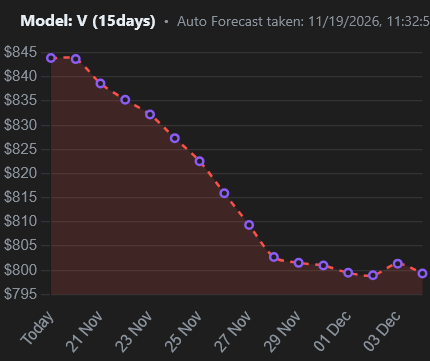 Model: V (15days) • Auto Forecast taken: 11/19/2026, 11:32:5
$845
$840
$835
$830
$825
$820
$815
$810
$805
$800
$795
Today
21 Nov
23 Nov
25 Nov
27 Nov
29 Nov
01 Dec
03 Dec